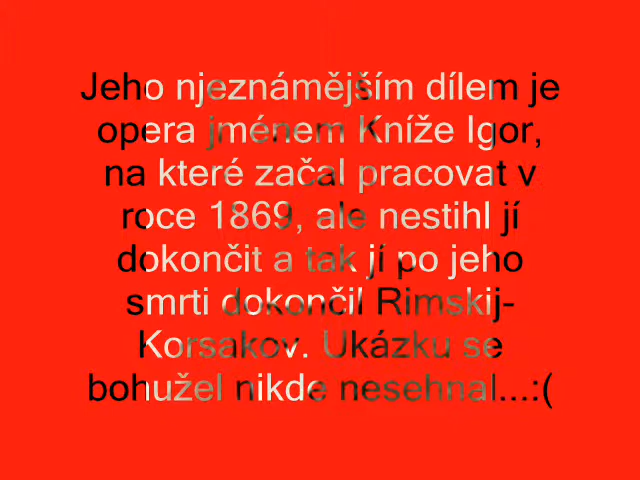 Jeho njeznámějším dílem je
opera jménem Kníže Igor,
na které začal pracovat v
roce 1869, ale nestihl jí
dokončit a tak jí po jeho
smrti dokončil Rimskij-
Korsakov. Ukázku se
bohužel nikde nesehnal...:(